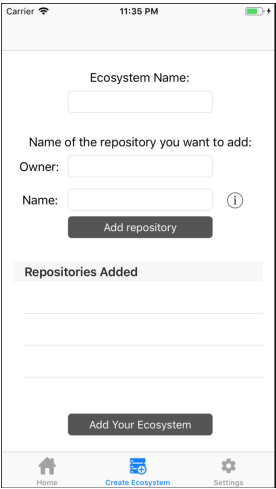 Carrier 11:35 PM
Ecosystem Name:
Name of the repository you want to add:
Owner:
Name:
Add repository
Repositories Added
Add Your Ecosystem
Home Create Ecosystem Settings